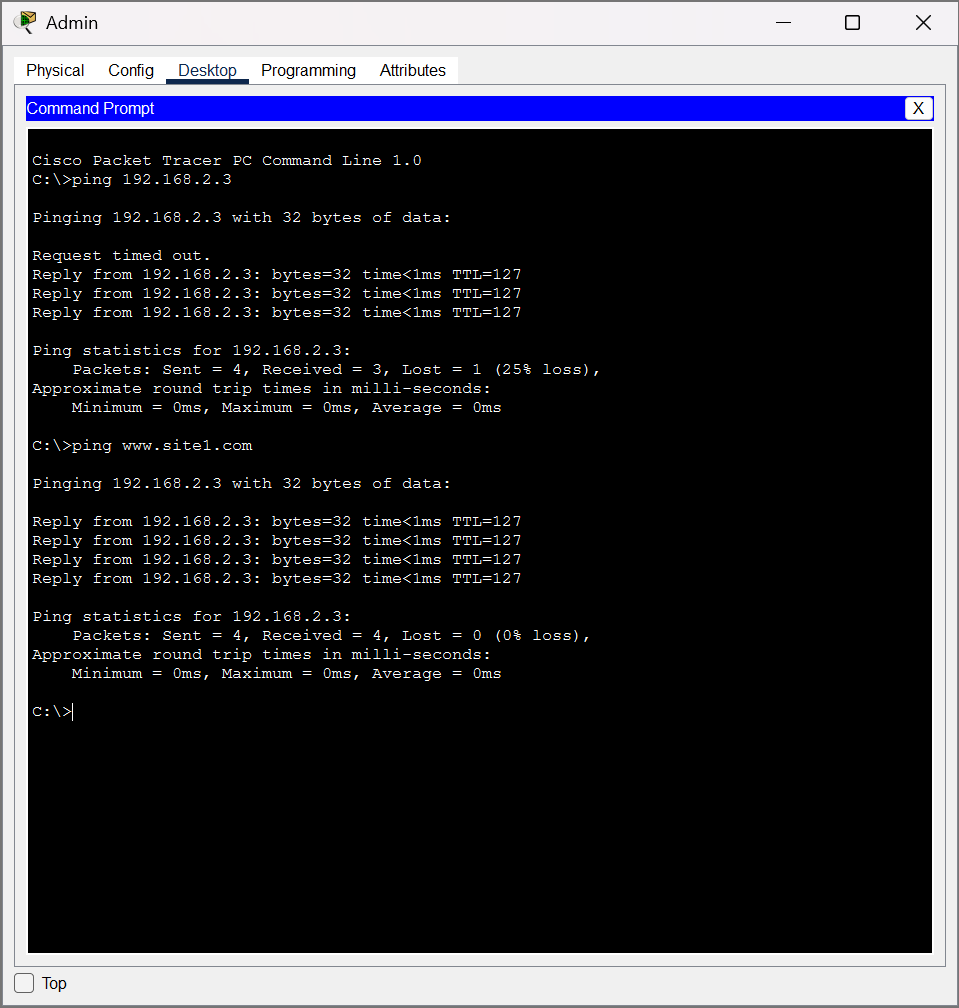 Admin
Physical Config Desktop Programming Attributes
Command Prompt X
Cisco Packet Tracer PC Command Line 1.0
C:\>ping 192.168.2.3
Pinging 192.168.2.3 with 32 bytes of data:
Request timed out.
Reply from 192.168.2.3: bytes=32 time<1ms TTL=127
Reply from 192.168.2.3: bytes=32 time<1ms TTL=127
Reply from 192.168.2.3: bytes=32 time<1ms TTL=127
Ping statistics for 192.168.2.3:
    Packets: Sent = 4, Received = 3, Lost = 1 (25% loss),
Approximate round trip times in milli-seconds:
    Minimum = 0ms, Maximum = 0ms, Average = 0ms
C:\>ping www.site1.com
Pinging 192.168.2.3 with 32 bytes of data:
Reply from 192.168.2.3: bytes=32 time<1ms TTL=127
Reply from 192.168.2.3: bytes=32 time<1ms TTL=127
Reply from 192.168.2.3: bytes=32 time<1ms TTL=127
Reply from 192.168.2.3: bytes=32 time<1ms TTL=127
Ping statistics for 192.168.2.3:
    Packets: Sent = 4, Received = 4, Lost = 0 (0% loss),
Approximate round trip times in milli-seconds:
    Minimum = 0ms, Maximum = 0ms, Average = 0ms
C:\>
Top